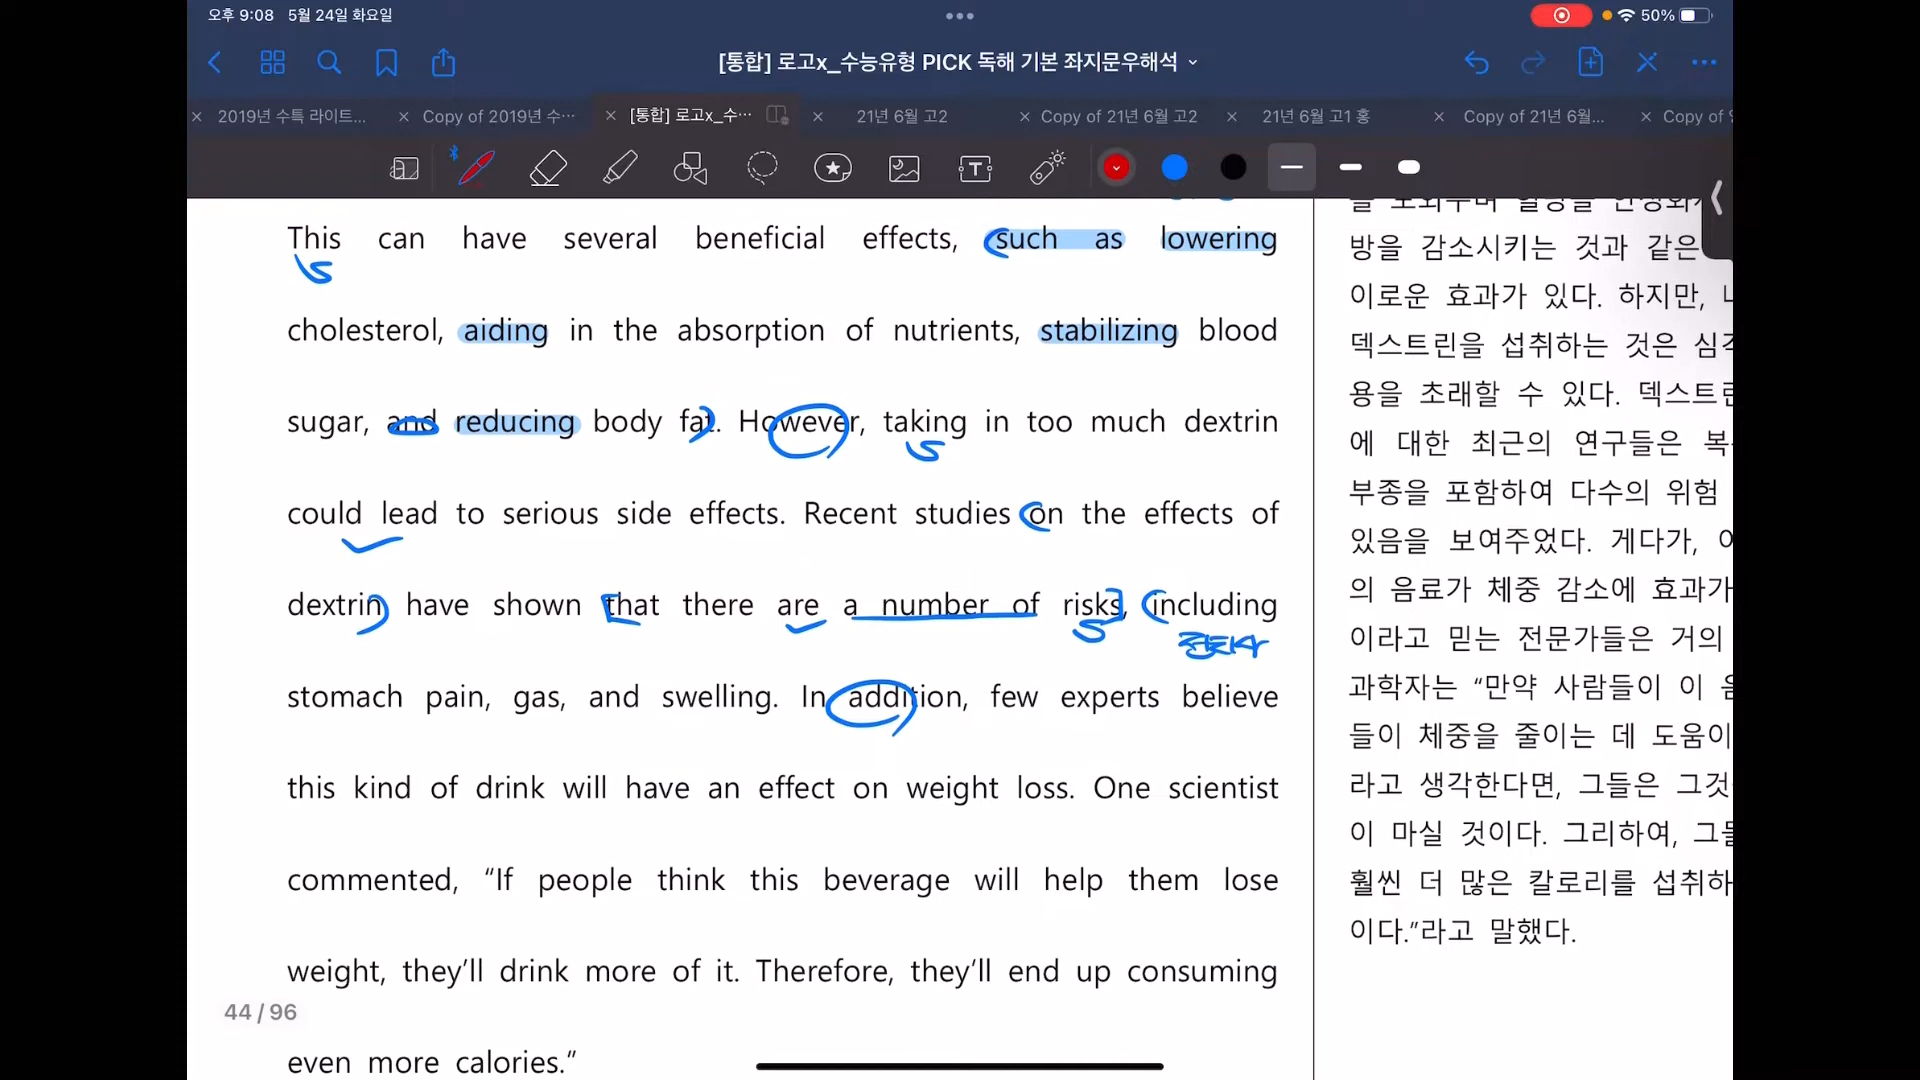 오후 9:08 5월 24일 화요일
50%
[통합] 로고x_수능유형 PICK 독해 기본 좌지문우해석
2019년 수특 라이트...
Copy of 2019년 수...
[통합] 로고x_수...
21년 6월 고2
Copy of 21년 6월 고2
21년 6월 고1 홍
Copy of 21년 6월...
Copy of
This can have several beneficial effects, such as lowering
S
cholesterol, aiding in the absorption of nutrients, stabilizing blood
sugar, and reducing body fat. However, taking in too much dextrin
S
could lead to serious side effects. Recent studies on the effects of
dextrin have shown that there are a number of risks, including
S
전치사
stomach pain, gas, and swelling. In addition, few experts believe
this kind of drink will have an effect on weight loss. One scientist
commented, “If people think this beverage will help them lose
weight, they’ll drink more of it. Therefore, they’ll end up consuming
even more calories.”
44 / 96
방을 감소시키는 것과 같은
이로운 효과가 있다. 하지만,
덱스트린을 섭취하는 것은
용을 초래할 수 있다.
에 대한 최근의 연구들은
부종을 포함하여 다수의 위험
있음을 보여주었다. 게다가,
의 음료가 체중 감소에 효과가
이라고 믿는 전문가들은 거의
과학자는 “만약 사람들이 이
들이 체중을 줄이는 데 도움이
라고 생각한다면, 그들은
이 마실 것이다. 그리하여,
훨씬 더 많은 칼로리를 섭취하
이다.”라고 말했다.